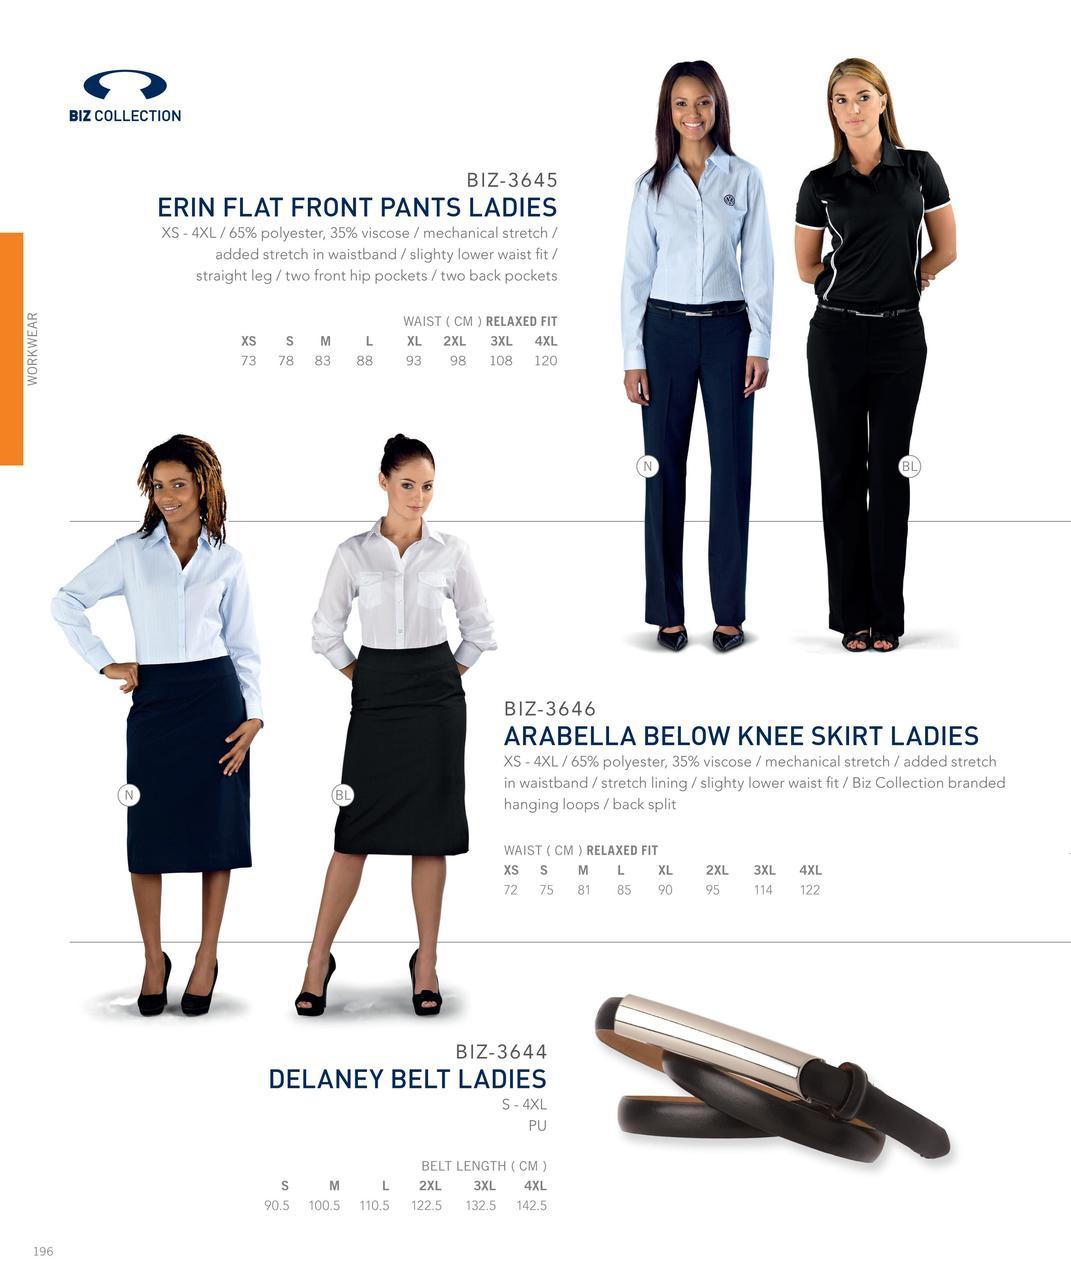 BIZ COLLECTION
BIZ-3645
ERIN FLAT FRONT PANTS LADIES
XS - 4XL / 65% polyester, 35% viscose / mechanical stretch /
added stretch in waistband / slighty lower waist fit /
straight leg / two front hip pockets / two back pockets
WAIST ( CM ) RELAXED FIT
XS S M L XL 2XL 3XL 4XL
73 78 83 88 93 98 108 120
WORKWEAR
N
BL
BIZ-3646
ARABELLA BELOW KNEE SKIRT LADIES
XS - 4XL / 65% polyester, 35% viscose / mechanical stretch / added stretch
in waistband / stretch lining / slighty lower waist fit / Biz Collection branded
hanging loops / back split
N
BL
WAIST ( CM ) RELAXED FIT
XS S M L XL 2XL 3XL 4XL
72 75 81 85 90 95 114 122
BIZ-3644
DELANEY BELT LADIES
S - 4XL
PU
BELT LENGTH ( CM )
S M L 2XL 3XL 4XL
90.5 100.5 110.5 122.5 132.5 142.5
196